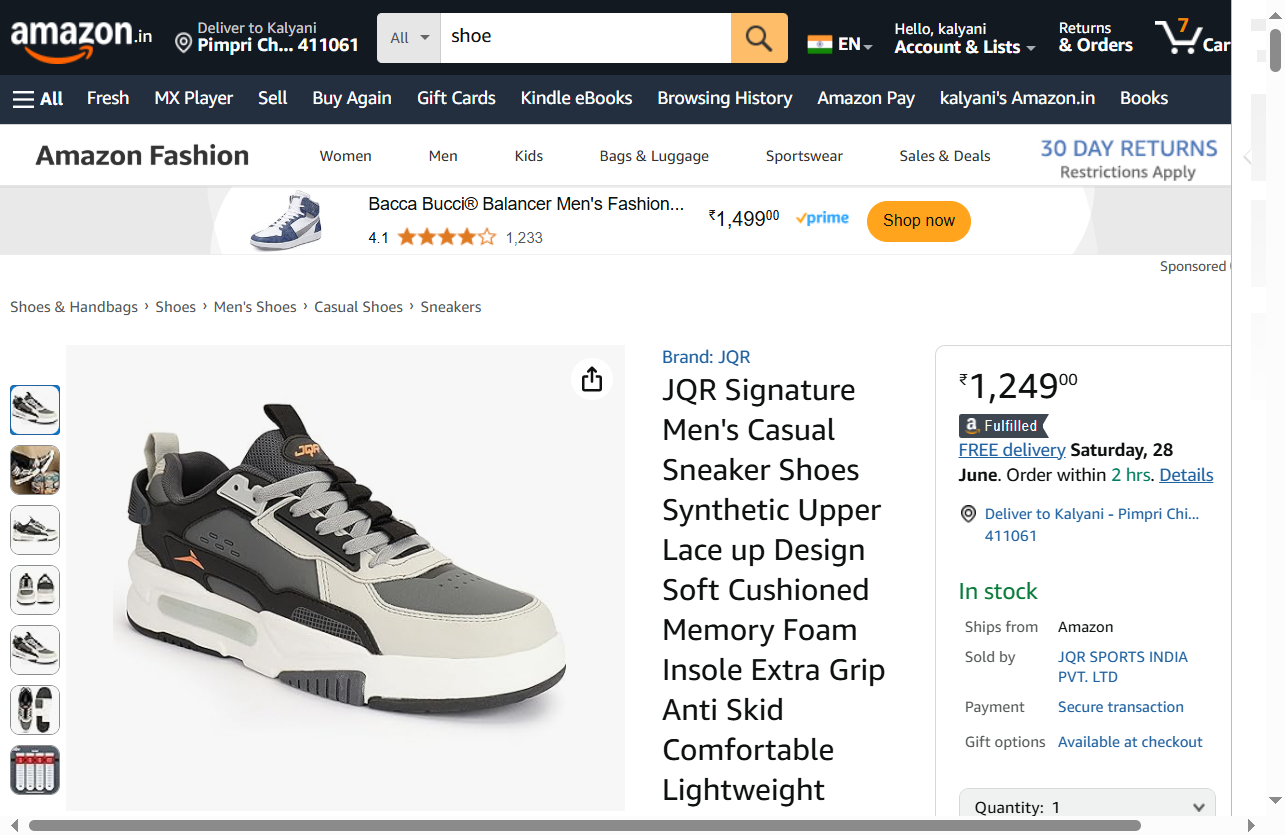 amazon.in
Deliver to Kalyani
Pimpri Ch... 411061
All
shoe
EN
Hello, kalyani
Account & Lists
Returns
& Orders
7
Car
All Fresh MX Player Sell Buy Again Gift Cards Kindle eBooks Browsing History Amazon Pay kalyani's Amazon.in Books
Amazon Fashion Women Men Kids Bags & Luggage Sportswear Sales & Deals
30 DAY RETURNS
Restrictions Apply
Bacca Bucci® Balancer Men's Fashion...
4.1 1,233
₹1,49900 prime Shop now
Sponsored
Shoes & Handbags › Shoes › Men's Shoes › Casual Shoes › Sneakers
JQR
Brand: JQR
JQR Signature
Men's Casual
Sneaker Shoes
Synthetic Upper
Lace up Design
Soft Cushioned
Memory Foam
Insole Extra Grip
Anti Skid
Comfortable
Lightweight
₹1,24900
a Fulfilled
FREE delivery Saturday, 28
June. Order within 2 hrs. Details
Deliver to Kalyani - Pimpri Chi...
411061
In stock
Ships from Amazon
Sold by JQR SPORTS INDIA
PVT. LTD
Payment Secure transaction
Gift options Available at checkout
Quantity: 1